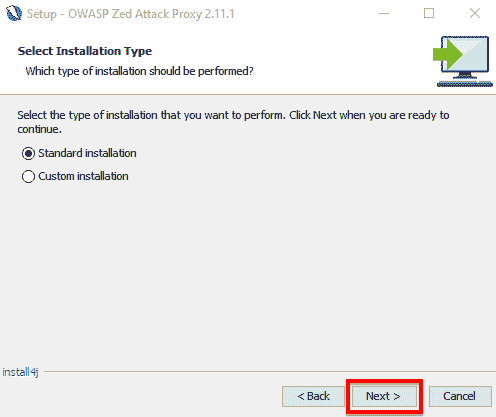 Setup - OWASP Zed Attack Proxy 2.11.1
Select Installation Type
Which type of installation should be performed?
Select the type of installation that you want to perform. Click Next when you are ready to
continue.
Standard installation
Custom installation
install4j
< Back Next > Cancel